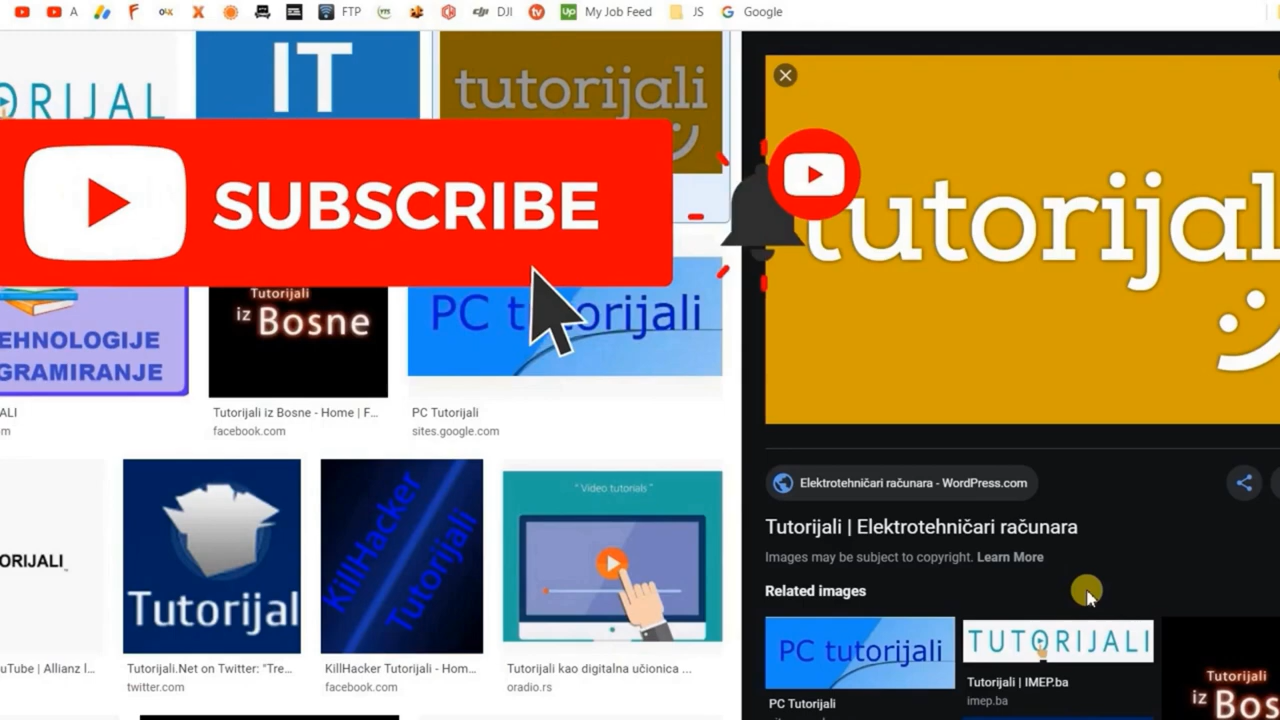 A
FTP
DJI
My Job Feed
JS
Google
ORIJAL
IT
tutorijali
SUBSCRIBE
tutorijal
EHNOLOGIJE
GRAMIRANJE
Tutorijali
iz Bosne
PC tutorijali
ALI
Tutorijali iz Bosne - Home | F...
PC Tutorijali
facebook.com
sites.google.com
ORIJALI
Tutorijal
KillHacker
Tutorijali
" Video tutorials "
uTube | Allianz l...
Tutorijali.Net on Twitter: "Tre...
KillHacker Tutorijali - Hom...
Tutorijali kao digitalna učionica ...
twitter.com
facebook.com
oradio.rs
Elektrotehničari računara - WordPress.com
Tutorijali | Elektrotehničari računara
Images may be subject to copyright. Learn More
Related images
PC tutorijali
TUTORIJALI
PC Tutorijali
Tutorijali | IMEP.ba
imep.ba
Tutorijali
iz Bos